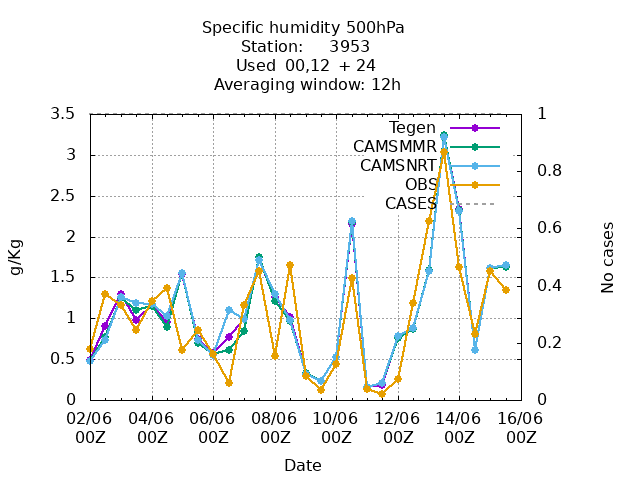 Specific humidity 500hPa
Station: 3953
Used 00,12 + 24
Averaging window: 12h
3.5
3
2.5
2
1.5
1
0.5
0
g/Kg
1
0.8
0.6
0.4
0.2
0
No cases
Tegen
CAMSMMR
CAMSNRT
OBS
CASES
02/06 04/06 06/06 08/06 10/06 12/06 14/06 16/06
00Z 00Z 00Z 00Z 00Z 00Z 00Z 00Z
Date